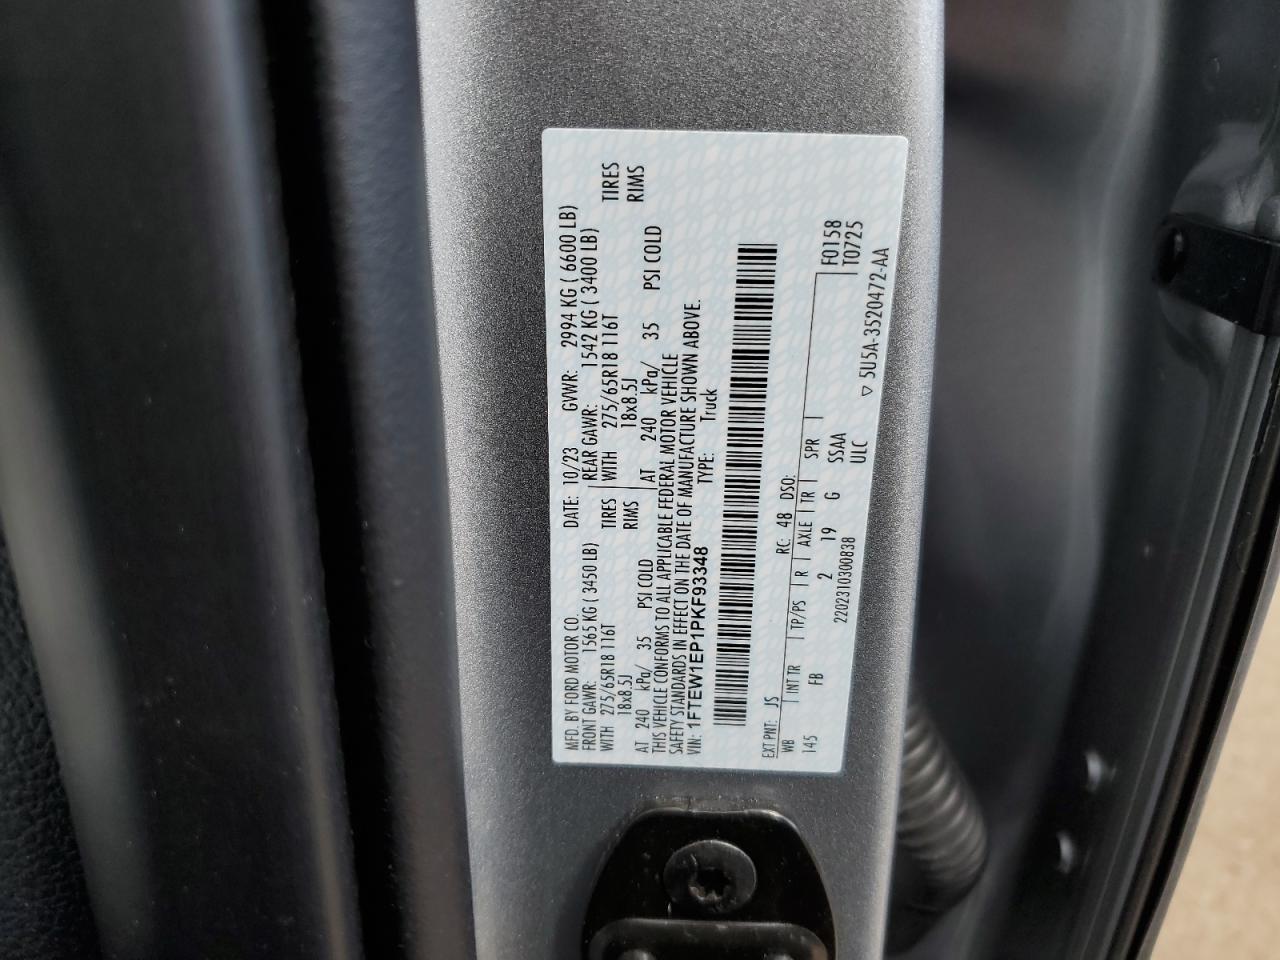 MFD. BY FORD MOTOR CO.
DATE: 10/23 GVWR: 2994 KG ( 6600 LB)
FRONT GAWR: 1565 KG ( 3450 LB)
REAR GAWR: 1542 KG ( 3400 LB)
WITH 275/65R18 116T TIRES
WITH 275/65R18 116T TIRES
18x8.5J RIMS
18x8.5J RIMS
AT 240 kPa/ 35 PSI COLD
AT 240 kPa/ 35 PSI COLD
THIS VEHICLE CONFORMS TO ALL APPLICABLE FEDERAL MOTOR VEHICLE
SAFETY STANDARDS IN EFFECT ON THE DATE OF MANUFACTURE SHOWN ABOVE.
VIN: 1FTEW1EP1PKF93348 TYPE: Truck
EXT PNT: JS RC: 48 DSO:
WB INT TR TP/PS R AXLE TR SPR F0158
145 FB 2 19 G SSAA T0725
2202310300838 ULC ▽ 5U5A-3520472-AA